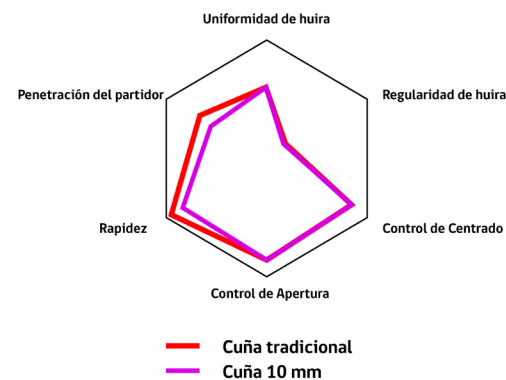 Uniformidad de huira
Penetración del partidor
Regularidad de huira
Rapidez
Control de Centrado
Control de Apertura
Cuña tradicional
Cuña 10 mm